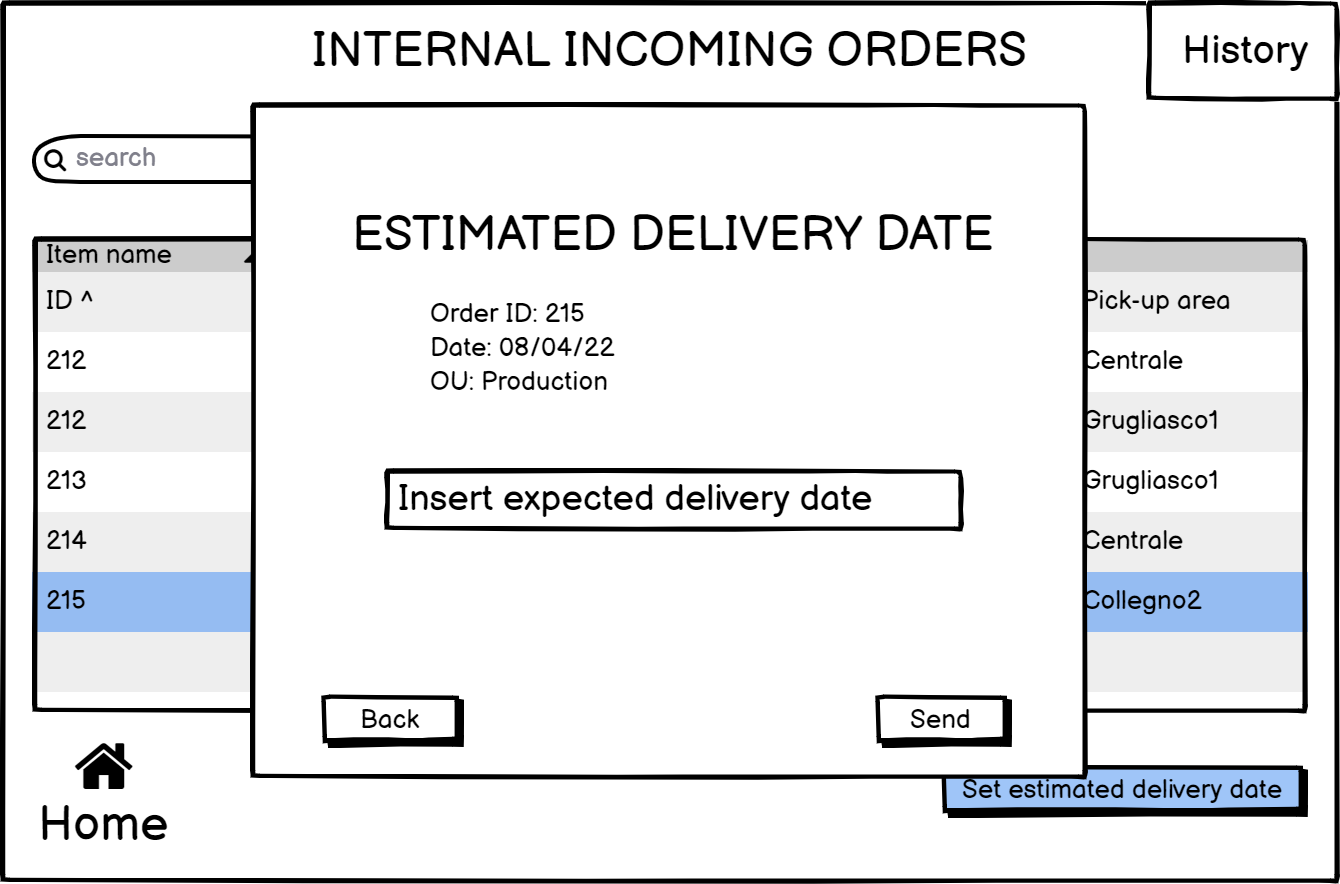 INTERNAL INCOMING ORDERS
History
search
ESTIMATED DELIVERY DATE
Item name
ID ^
Pick-up area
Order ID: 215
Date: 08/04/22
OU: Production
212
Centrale
212
Grugliasco1
213
Grugliasco1
Insert expected delivery date
214
Centrale
215
Collegno2
Back
Send
Set estimated delivery date
Home